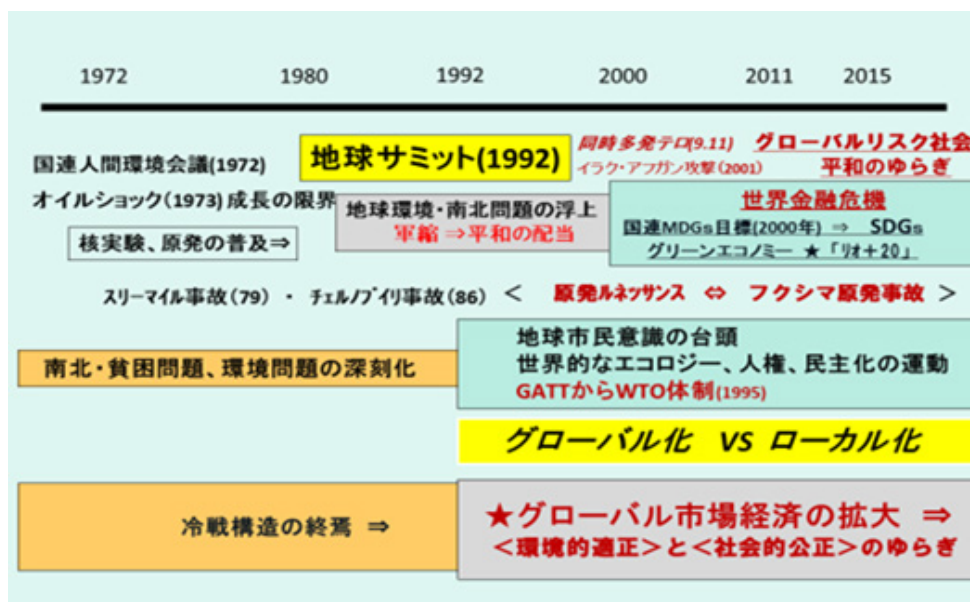 1972 1980 1992 2000 2011 2015
国連人間環境会議(1972)
地球サミット(1992)
同時多発テロ(9.11) グローバルリスク社会
イラク・アフガン攻撃(2001) 平和のゆらぎ
オイルショック(1973)成長の限界
地球環境・南北問題の浮上
軍縮 ⇒平和の配当
世界金融危機
国連MDGs目標(2000年) ⇒ SDGs
グリーンエコノミー ★「リオ+20」
核実験、原発の普及⇒
スリーマイル事故(79) ・ チェルノブイリ事故(86) < 原発ルネッサンス ⇔ フクシマ原発事故 >
南北・貧困問題、環境問題の深刻化
地球市民意識の台頭
世界的なエコロジー、人権、民主化の運動
GATTからWTO体制(1995)
グローバル化 VS ローカル化
冷戦構造の終焉 ⇒
★グローバル市場経済の拡大 ⇒
<環境的適正>と<社会的公正>のゆらぎ